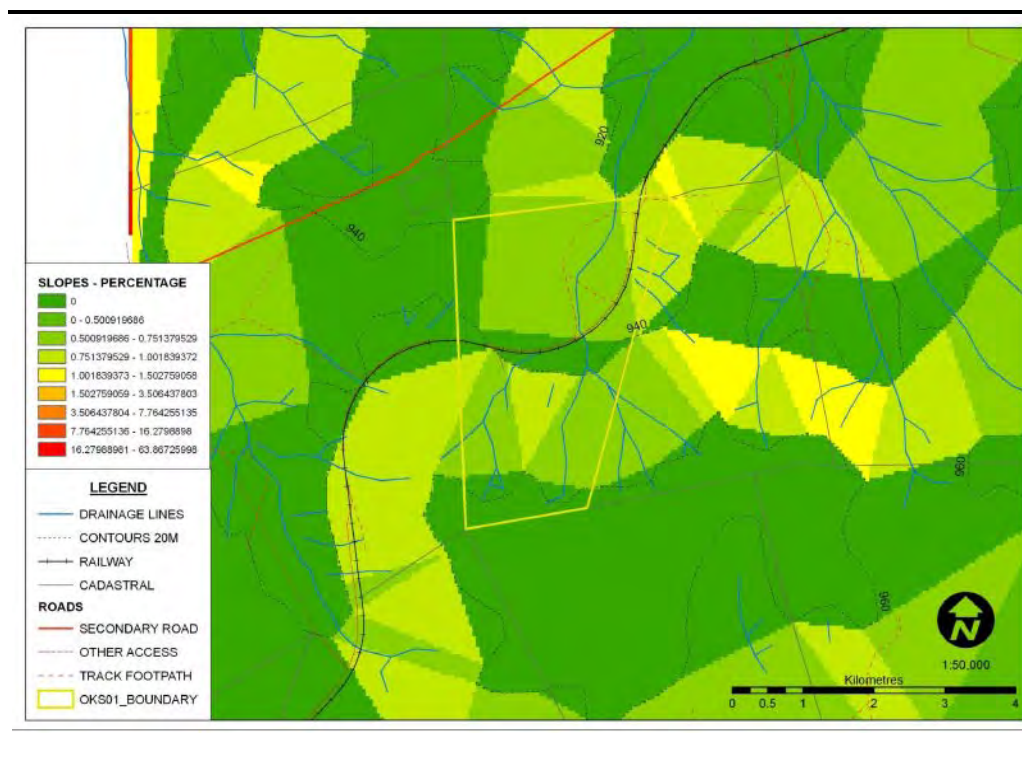 920
940
940
SLOPES - PERCENTAGE
0
0 - 0.500919686
0.500919686 - 0.751379529
0.751379529 - 1.001839372
1.001839373 - 1.502759058
1.502759059 - 3.506437803
3.506437804 - 7.764255135
7.764255136 - 16.2798898
16.27988981 - 63.86725998
960
LEGEND
DRAINAGE LINES
CONTOURS 20M
RAILWAY
CADASTRAL
ROADS
SECONDARY ROAD
OTHER ACCESS
TRACK FOOTPATH
OKS01_BOUNDARY
960
N
1:50,000
Kilometres
0 0.5 1 2 3 4